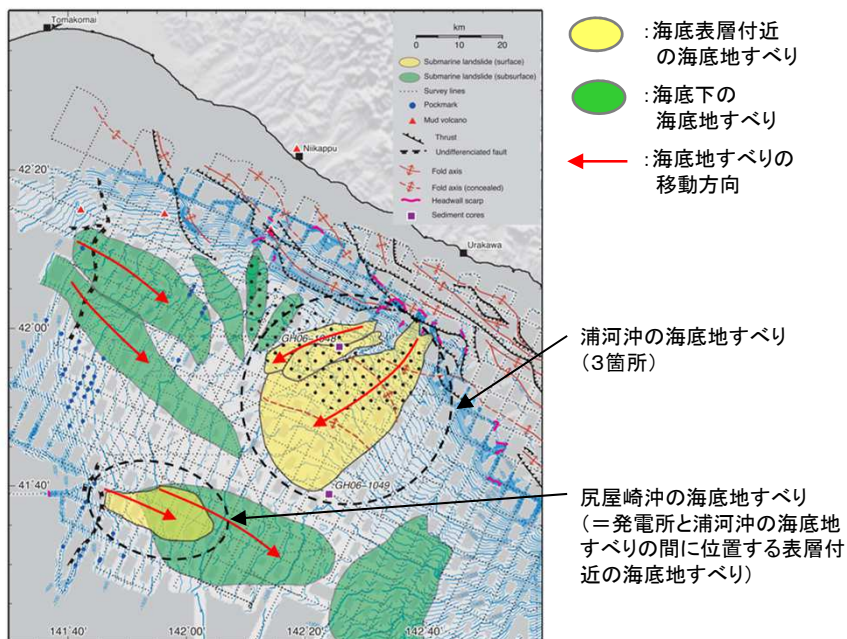 Tomakomai
km
0 10 20
Submarine landslide (surface)
Submarine landslide (subsurface)
Survey lines
Pockmark
Mud volcano
Thrust
Undifferenciated fault
Fold axis
Fold axis (concealed)
Headwall scarp
Sediment cores
Niikappu
Urakawa
42°20'
42°00'
41°40'
GH06-1048
GH06-1049
141°40'
142°00'
142°20'
142°40'
:海底表層付近
の海底地すべり
:海底下の
海底地すべり
:海底地すべりの
移動方向
浦河沖の海底地すべり
(3箇所)
尻屋崎沖の海底地すべり
(=発電所と浦河沖の海底地
すべりの間に位置する表層付
近の海底地すべり)